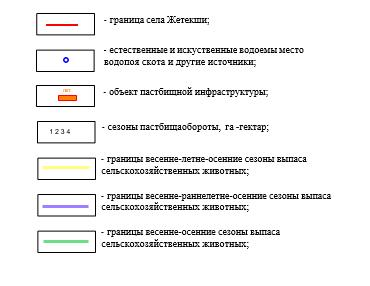 - граница села Жетекши;
- естественные и искуственные водоемы место
водопоя скота и другие источники;
- объект пастбищной инфраструктуры;
1 2 3 4
- сезоны пастбищаобороты, га -гектар;
- границы весенне-летне-осенние сезоны выпаса
сельскохозяйственных животных;
- границы весенне-раннелетне-осенние сезоны выпаса
сельскохозяйственных животных;
- границы весенне-осенние сезоны выпаса
сельскохозяйственных животных;